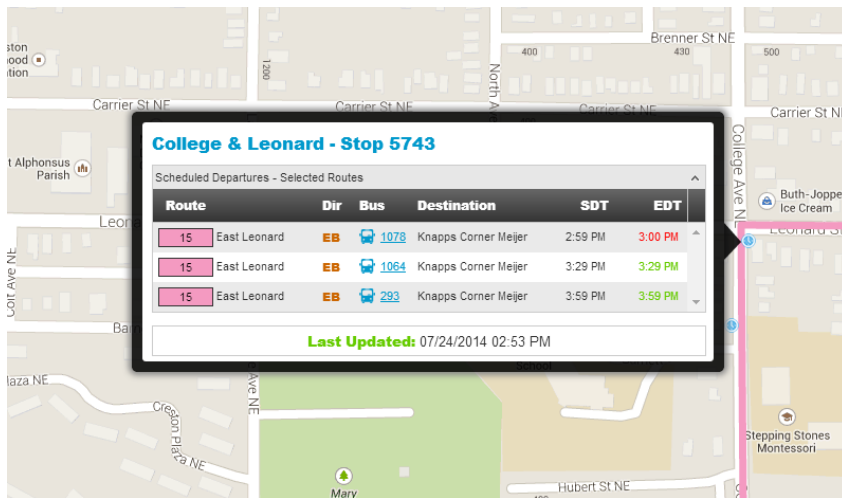 Brenner St NE
400
430
500
ston
ood
tion
1200
North A
Carrier St NE
Carrier St NE
Carrier St NE
Carrier St N
400
College Ave N
t Alphonsus
Parish
Buth-Joppe
Ice Cream
Leona
Leonard S
College & Leonard - Stop 5743
Scheduled Departures - Selected Routes
Route Dir Bus Destination SDT EDT
15 East Leonard EB 1078 Knapps Corner Meijer 2:59 PM 3:00 PM
15 East Leonard EB 1064 Knapps Corner Meijer 3:29 PM 3:29 PM
15 East Leonard EB 293 Knapps Corner Meijer 3:59 PM 3:59 PM
Last Updated: 07/24/2014 02:53 PM
Coit Ave NE
Ba
School
laza NE
Ave NE
Creston Plaza NE
Stepping Stones
Montessori
Mary
Hubert St NE
400